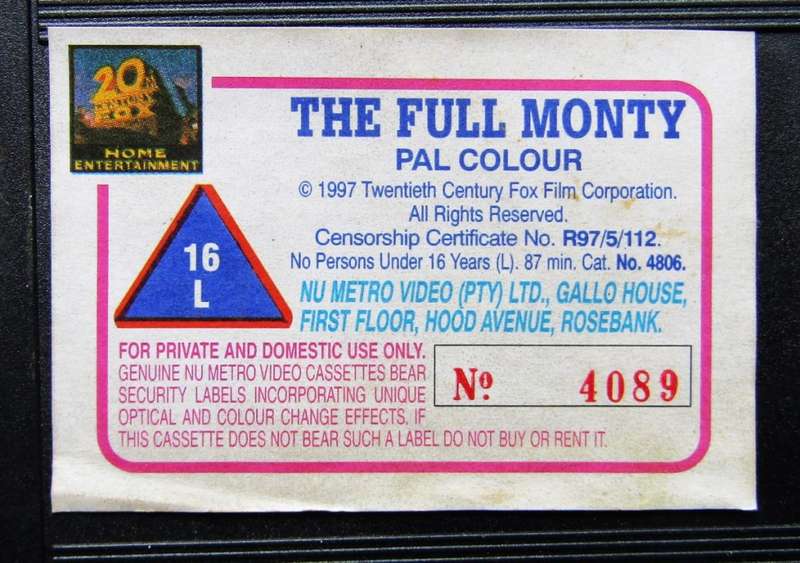 20th
CENTURY
FOX
HOME
ENTERTAINMENT
THE FULL MONTY
PAL COLOUR
© 1997 Twentieth Century Fox Film Corporation.
All Rights Reserved.
Censorship Certificate No. R97/5/112.
No Persons Under 16 Years (L). 87 min. Cat. No. 4806.
NU METRO VIDEO (PTY) LTD., GALLO HOUSE,
FIRST FLOOR, HOOD AVENUE, ROSEBANK.
16
L
FOR PRIVATE AND DOMESTIC USE ONLY.
GENUINE NU METRO VIDEO CASSETTES BEAR
SECURITY LABELS INCORPORATING UNIQUE
OPTICAL AND COLOUR CHANGE EFFECTS. IF
THIS CASSETTE DOES NOT BEAR SUCH A LABEL DO NOT BUY OR RENT IT.
No. 4089